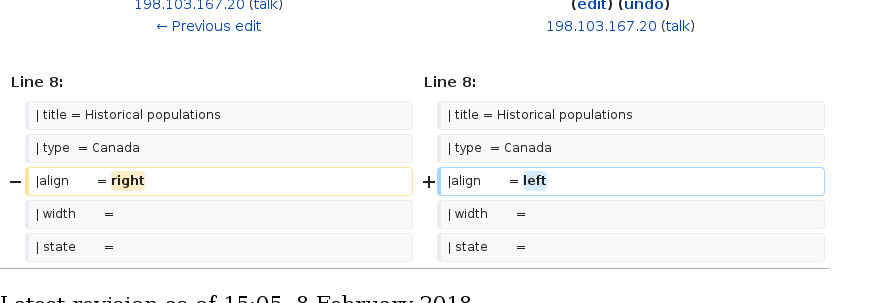 198.103.167.20 (talk)
← Previous edit
(edit) (undo)
198.103.167.20 (talk)
Line 8:
Line 8:
| title = Historical populations
| title = Historical populations
| type = Canada
| type = Canada
− |align = right
+ |align = left
| width =
| width =
| state =
| state =
Latest revision as of 15:05, 8 February 2018